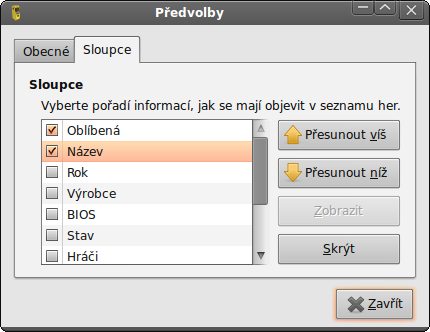 Předvolby
Obecné
Sloupce
Sloupce
Vyberte pořadí informací, jak se mají objevit v seznamu her.
Oblíbená
Název
Rok
Výrobce
BIOS
Stav
Hráči
Přesunout víš
Přesunout níž
Zobrazit
Skrýt
Zavřít